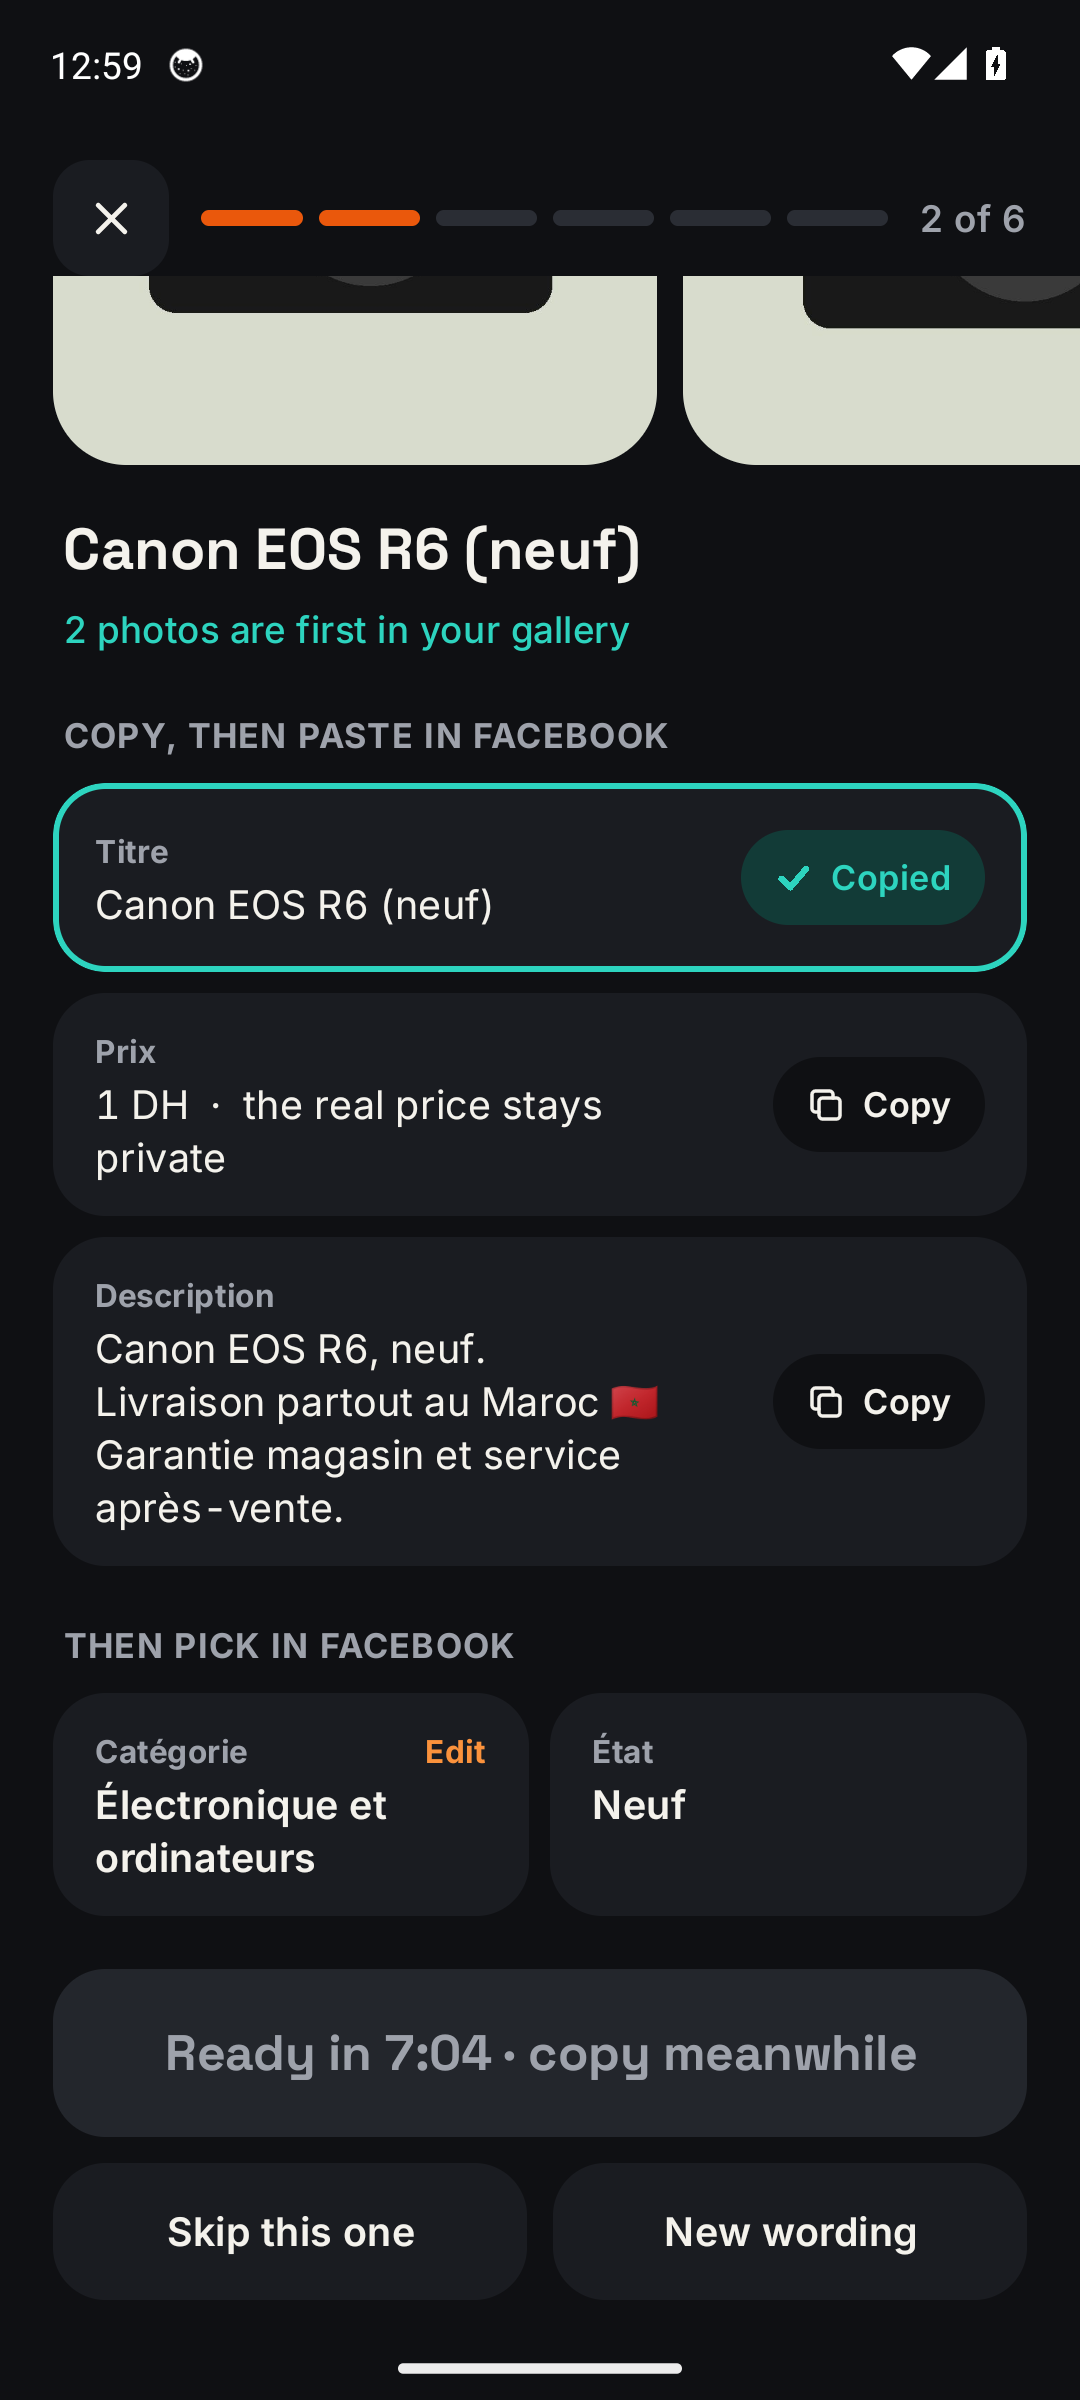 12:59
2 of 6
Canon EOS R6 (neuf)
2 photos are first in your gallery
COPY, THEN PASTE IN FACEBOOK
Titre
Canon EOS R6 (neuf)
Copied
Prix
1 DH · the real price stays
private
Copy
Description
Canon EOS R6, neuf.
Livraison partout au Maroc 🇲🇦
Garantie magasin et service
après-vente.
Copy
THEN PICK IN FACEBOOK
Catégorie
Edit
Électronique et
ordinateurs
État
Neuf
Ready in 7:04 · copy meanwhile
Skip this one
New wording